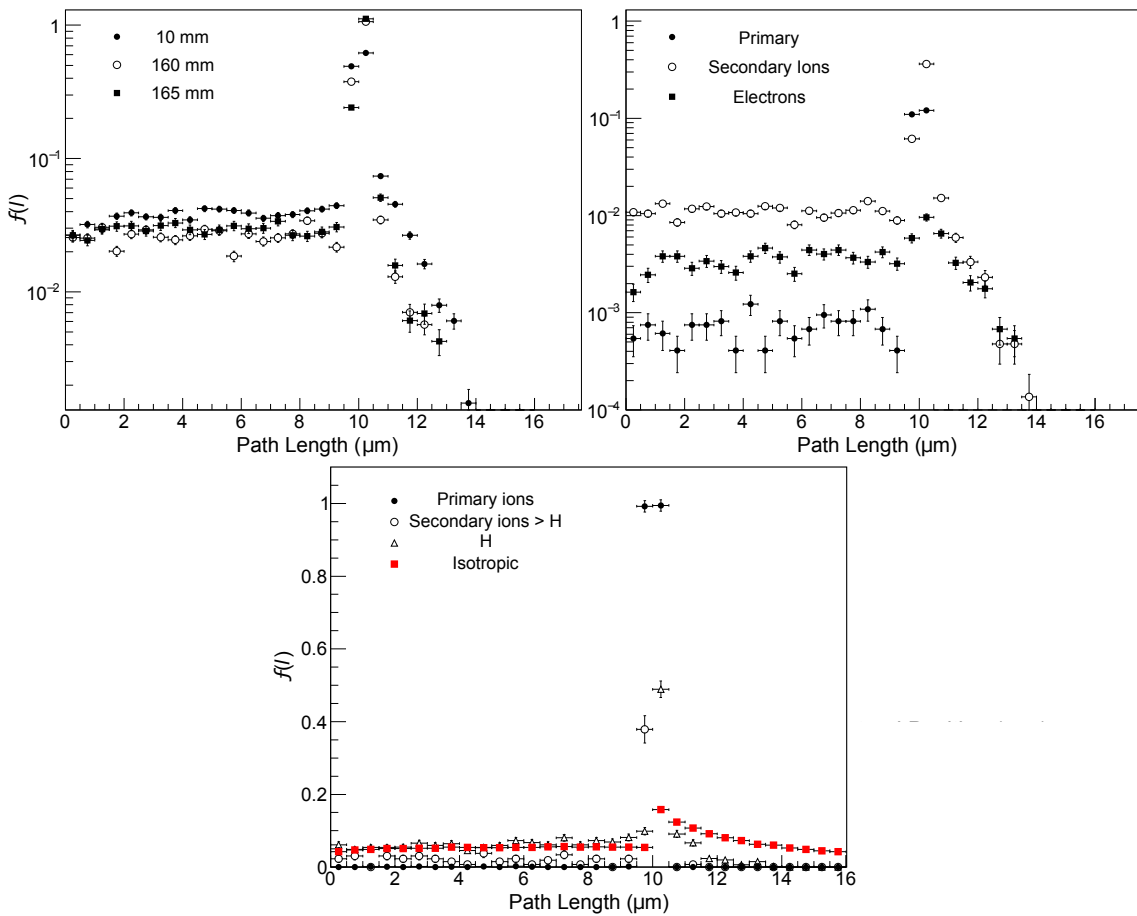 1
10 mm
160 mm
165 mm
10⁻¹
10⁻²
f(l)
0 2 4 6 8 10 12 14 16
Path Length (μm)
1
Primary
Secondary Ions
Electrons
10⁻¹
10⁻²
10⁻³
10⁻⁴
0 2 4 6 8 10 12 14 16
Path Length (μm)
1
Primary ions
Secondary ions > H
H
Isotropic
0.8
0.6
f(l)
0.4
0.2
0
0 2 4 6 8 10 12 14 16
Path Length (μm)